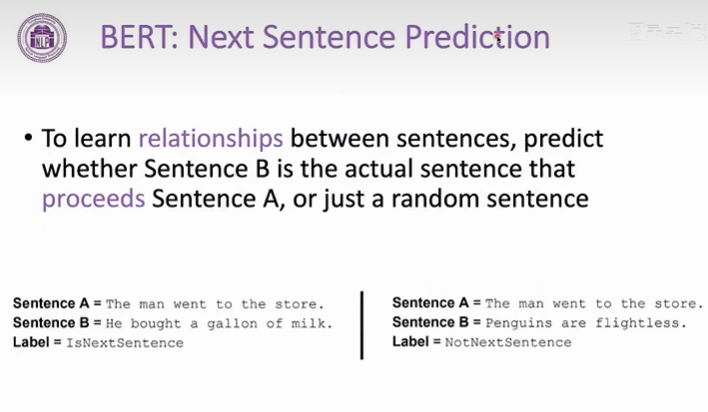 BERT: Next Sentence Prediction
• To learn relationships between sentences, predict
whether Sentence B is the actual sentence that
proceeds Sentence A, or just a random sentence
Sentence A = The man went to the store.
Sentence B = He bought a gallon of milk.
Label = IsNextSentence
Sentence A = The man went to the store.
Sentence B = Penguins are flightless.
Label = NotNextSentence